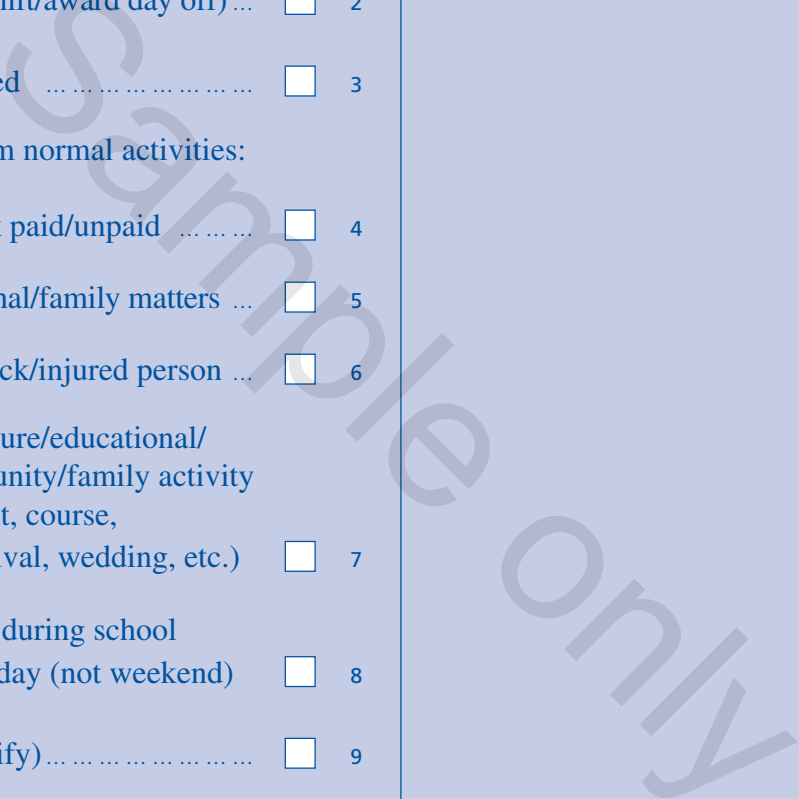 ift/award day off) ... 2
ed ... ... ... ... ... ... ... ... 3
m normal activities:
paid/unpaid ... ... ... 4
nal/family matters ... 5
ck/injured person ... 6
ure/educational/
unity/family activity
t, course,
ival, wedding, etc.) 7
during school
day (not weekend) 8
ify) ... ... ... ... ... ... ... ... 9
Sample only